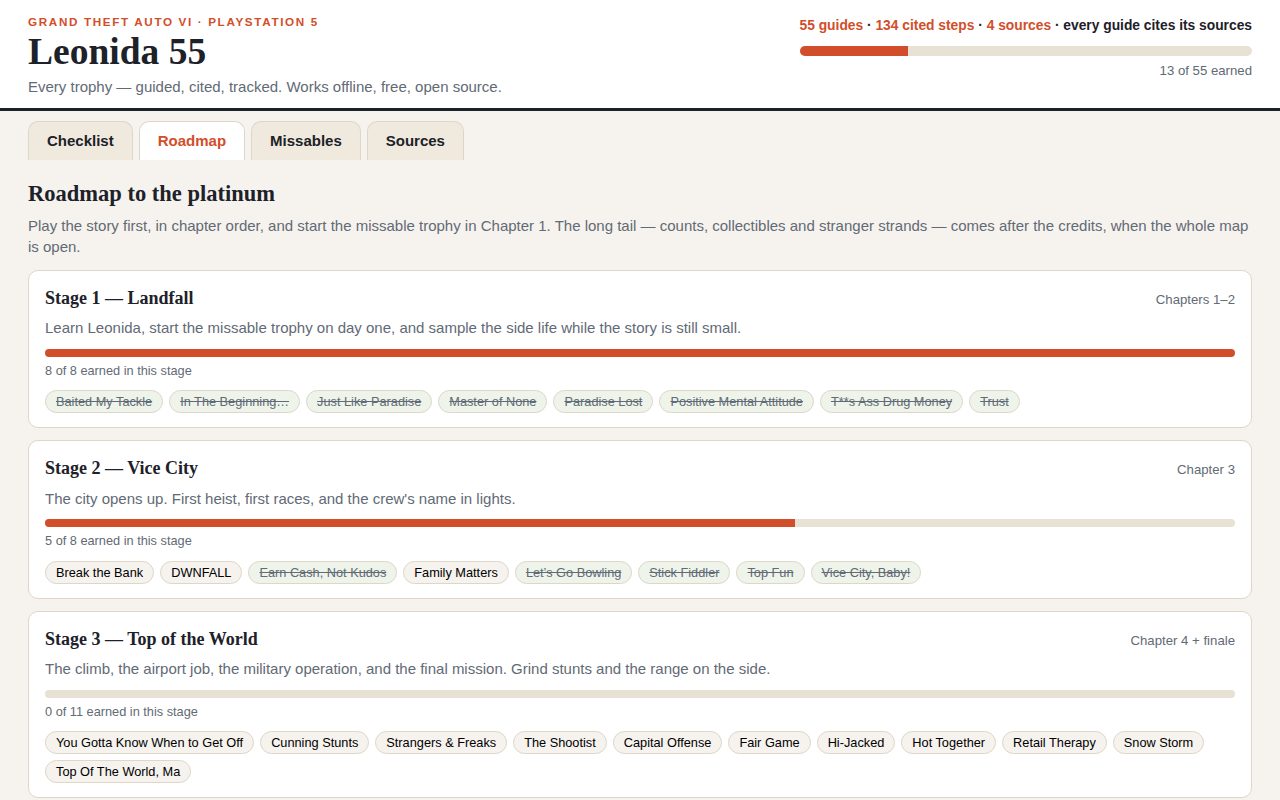 GRAND THEFT AUTO VI · PLAYSTATION 5
Leonida 55
Every trophy — guided, cited, tracked. Works offline, free, open source.
55 guides · 134 cited steps · 4 sources · every guide cites its sources
13 of 55 earned
Checklist
Roadmap
Missables
Sources
Roadmap to the platinum
Play the story first, in chapter order, and start the missable trophy in Chapter 1. The long tail — counts, collectibles and stranger strands — comes after the credits, when the whole map
is open.
Stage 1 — Landfall
Chapters 1–2
Learn Leonida, start the missable trophy on day one, and sample the side life while the story is still small.
8 of 8 earned in this stage
Baited My Tackle
In The Beginning…
Just Like Paradise
Master of None
Paradise Lost
Positive Mental Attitude
T**s Ass Drug Money
Trust
Stage 2 — Vice City
Chapter 3
The city opens up. First heist, first races, and the crew's name in lights.
5 of 8 earned in this stage
Break the Bank
DWNFALL
Earn Cash, Not Kudos
Family Matters
Let's Go Bowling
Stick Fiddler
Top Fun
Vice City, Baby!
Stage 3 — Top of the World
Chapter 4 + finale
The climb, the airport job, the military operation, and the final mission. Grind stunts and the range on the side.
0 of 11 earned in this stage
You Gotta Know When to Get Off
Cunning Stunts
Strangers & Freaks
The Shootist
Capital Offense
Fair Game
Hi-Jacked
Hot Together
Retail Therapy
Snow Storm
Top Of The World, Ma